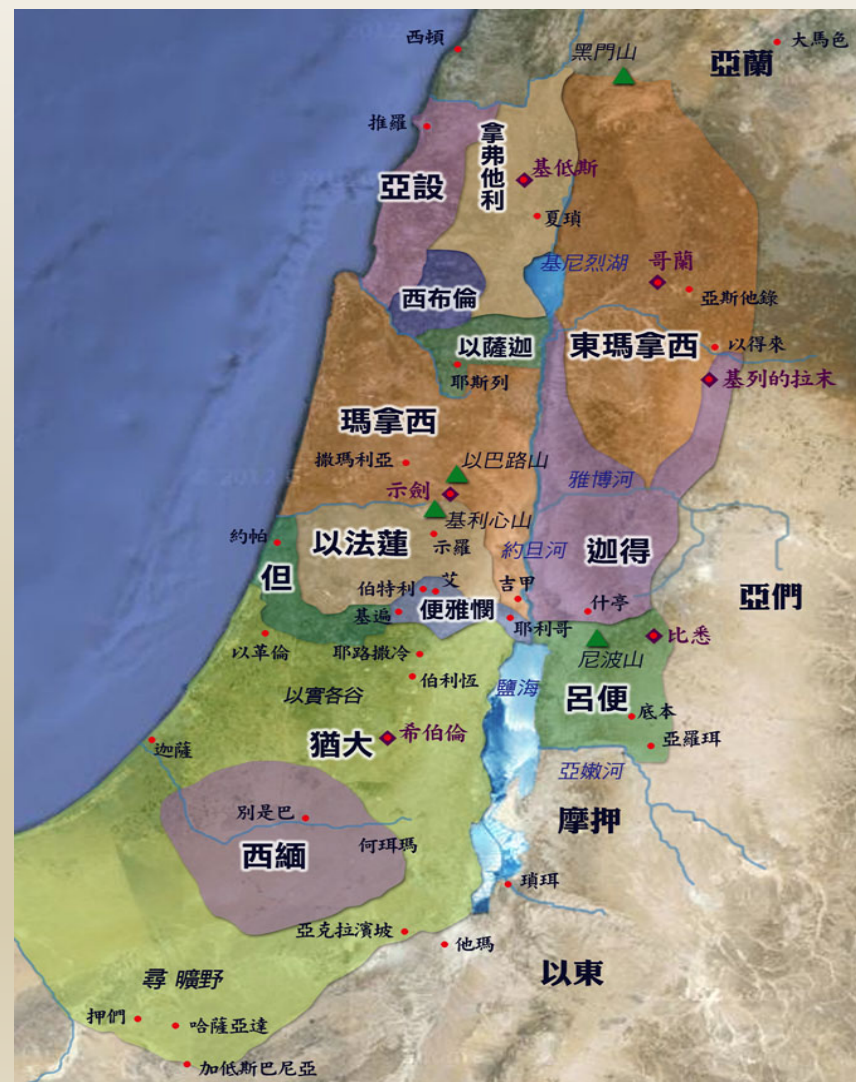 西頓
大馬色
黑門山
亞蘭
推羅
拿弗他利
基低斯
亞設
夏瑣
基尼烈湖
哥蘭
亞斯他錄
西布倫
以薩迦
東瑪拿西
以得來
耶斯列
基列的拉末
瑪拿西
撒瑪利亞
以巴路山
雅博河
示劍
基利心山
約帕
以法蓮
示羅
約旦河
迦得
但
伯特利
艾
吉甲
什亭
亞們
基遍
便雅憫
耶利哥
比悉
以革倫
耶路撒冷
尼波山
伯利恆
鹽海
以實各谷
呂便
底本
迦薩
猶大
希伯倫
亞羅珥
亞嫩河
別是巴
摩押
西緬
何珥瑪
瑣珥
亞克拉濱坡
他瑪
以東
尋 曠野
押們
哈薩亞達
加低斯巴尼亞